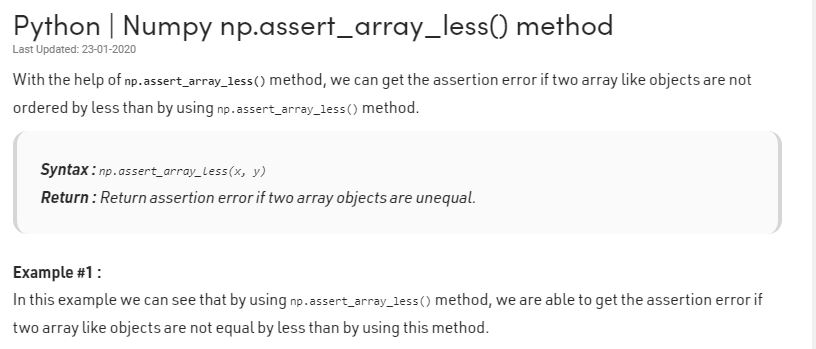 Python | Numpy np.assert_array_less() method
Last Updated: 23-01-2020
With the help of np.assert_array_less() method, we can get the assertion error if two array like objects are not
ordered by less than by using np.assert_array_less() method.
Syntax : np.assert_array_less(x, y)
Return : Return assertion error if two array objects are unequal.
Example #1 :
In this example we can see that by using np.assert_array_less() method, we are able to get the assertion error if
two array like objects are not equal by less than by using this method.